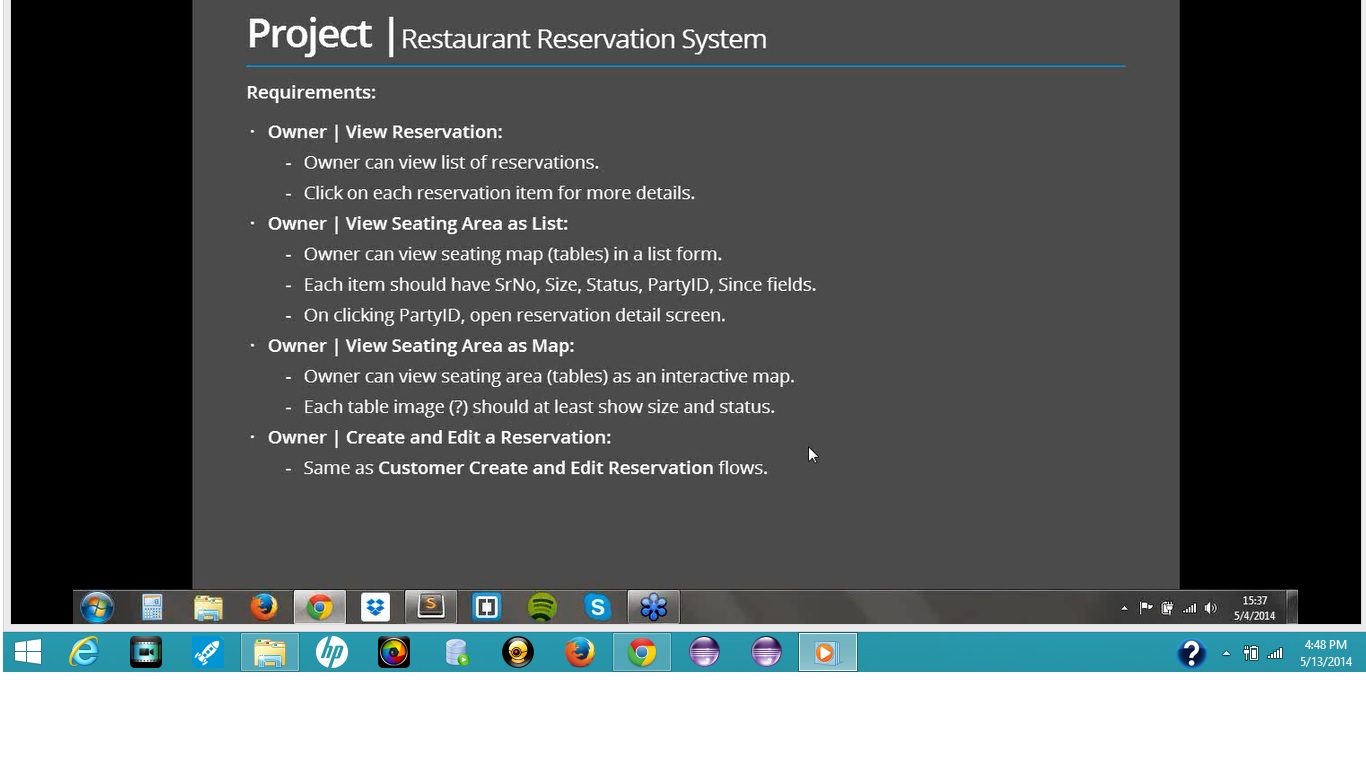 Project | Restaurant Reservation System
Requirements:
· Owner | View Reservation:
- Owner can view list of reservations.
- Click on each reservation item for more details.
· Owner | View Seating Area as List:
- Owner can view seating map (tables) in a list form.
- Each item should have SrNo, Size, Status, PartyID, Since fields.
- On clicking PartyID, open reservation detail screen.
· Owner | View Seating Area as Map:
- Owner can view seating area (tables) as an interactive map.
- Each table image (?) should at least show size and status.
· Owner | Create and Edit a Reservation:
- Same as Customer Create and Edit Reservation flows.
15:37
5/4/2014
4:48 PM
5/13/2014